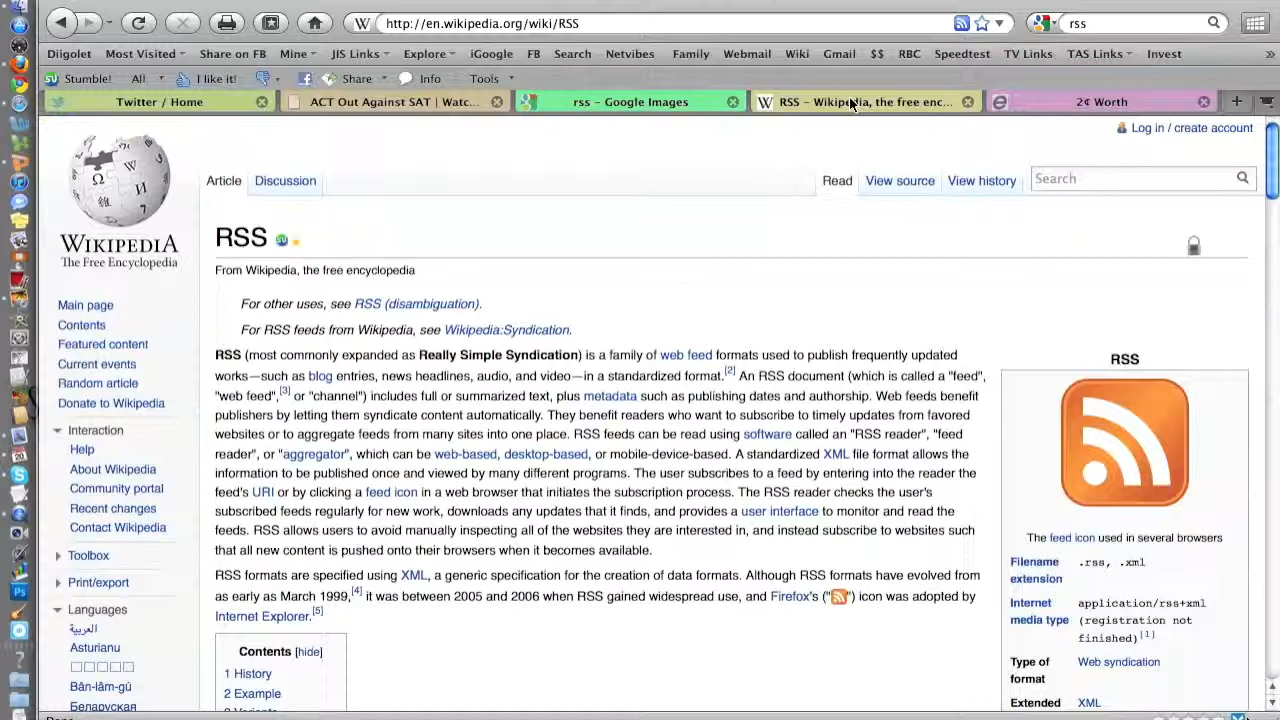 http://en.wikipedia.org/wiki/RSS
rss
Diigolet Most Visited Share on FB Mine JIS Links Explore iGoogle FB Search Netvibes Family Webmail Wiki Gmail $$ RBC Speedtest TV Links TAS Links Invest »
Stumble! All I like it! Share Info Tools
Twitter / Home
ACT Out Against SAT | Watc...
rss - Google Images
RSS - Wikipedia, the free enc...
2¢ Worth
Log in / create account
Article Discussion Read View source View history Search
WIKIPEDIA
The Free Encyclopedia
Main page
Contents
Featured content
Current events
Random article
Donate to Wikipedia
Interaction
Help
About Wikipedia
Community portal
Recent changes
Contact Wikipedia
Toolbox
Print/export
Languages
العربية
Asturianu
Bân-lâm-gú
Беларуская
RSS
From Wikipedia, the free encyclopedia
For other uses, see RSS (disambiguation).
For RSS feeds from Wikipedia, see Wikipedia:Syndication.
RSS (most commonly expanded as Really Simple Syndication) is a family of web feed formats used to publish frequently updated
works—such as blog entries, news headlines, audio, and video—in a standardized format.[2] An RSS document (which is called a "feed",
"web feed",[3] or "channel") includes full or summarized text, plus metadata such as publishing dates and authorship. Web feeds benefit
publishers by letting them syndicate content automatically. They benefit readers who want to subscribe to timely updates from favored
websites or to aggregate feeds from many sites into one place. RSS feeds can be read using software called an "RSS reader", "feed
reader", or "aggregator", which can be web-based, desktop-based, or mobile-device-based. A standardized XML file format allows the
information to be published once and viewed by many different programs. The user subscribes to a feed by entering into the reader the
feed's URI or by clicking a feed icon in a web browser that initiates the subscription process. The RSS reader checks the user's
subscribed feeds regularly for new work, downloads any updates that it finds, and provides a user interface to monitor and read the
feeds. RSS allows users to avoid manually inspecting all of the websites they are interested in, and instead subscribe to websites such
that all new content is pushed onto their browsers when it becomes available.
RSS formats are specified using XML, a generic specification for the creation of data formats. Although RSS formats have evolved from
as early as March 1999,[4] it was between 2005 and 2006 when RSS gained widespread use, and Firefox's (" ") icon was adopted by
Internet Explorer.[5]
Contents [hide]
1 History
2 Example
RSS
The feed icon used in several browsers
Filename extension .rss, .xml
Internet media type application/rss+xml
(registration not
finished)[1]
Type of format Web syndication
Extended XML